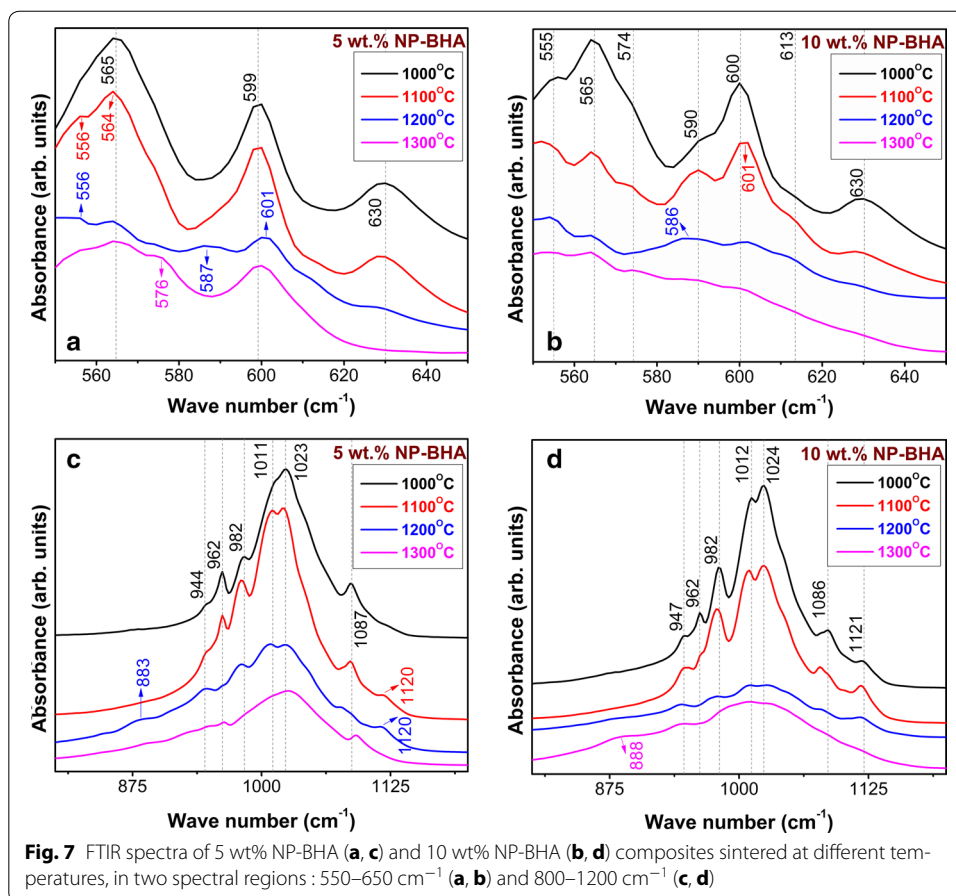 5 wt.% NP-BHA
1000°C
1100°C
1200°C
1300°C
565
599
630
556
564
556
601
587
576
a
Absorbance (arb. units)
560 580 600 620 640
Wave number (cm-1)
10 wt.% NP-BHA
1000°C
1100°C
1200°C
1300°C
555
565
574
590
600
613
630
601
586
b
Absorbance (arb. units)
560 580 600 620 640
Wave number (cm-1)
c
5 wt.% NP-BHA
1000°C
1100°C
1200°C
1300°C
944
962
982
1011
1023
1087
883
1120
1120
Absorbance (arb. units)
875 1000 1125
Wave number (cm-1)
d
10 wt.% NP-BHA
1000°C
1100°C
1200°C
1300°C
947
962
982
1012
1024
1086
1121
888
Absorbance (arb. units)
875 1000 1125
Wave number (cm-1)
Fig. 7 FTIR spectra of 5 wt% NP-BHA (a, c) and 10 wt% NP-BHA (b, d) composites sintered at different tem-
peratures, in two spectral regions : 550–650 cm−1 (a, b) and 800–1200 cm−1 (c, d)